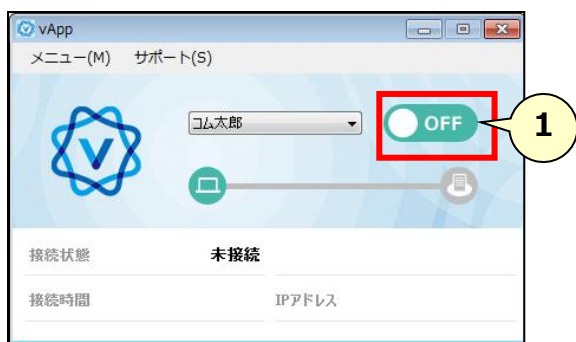 vApp
メニュー(M) サポート(S)
V
コム太郎
OFF
1
接続状態 未接続
接続時間 IPアドレス